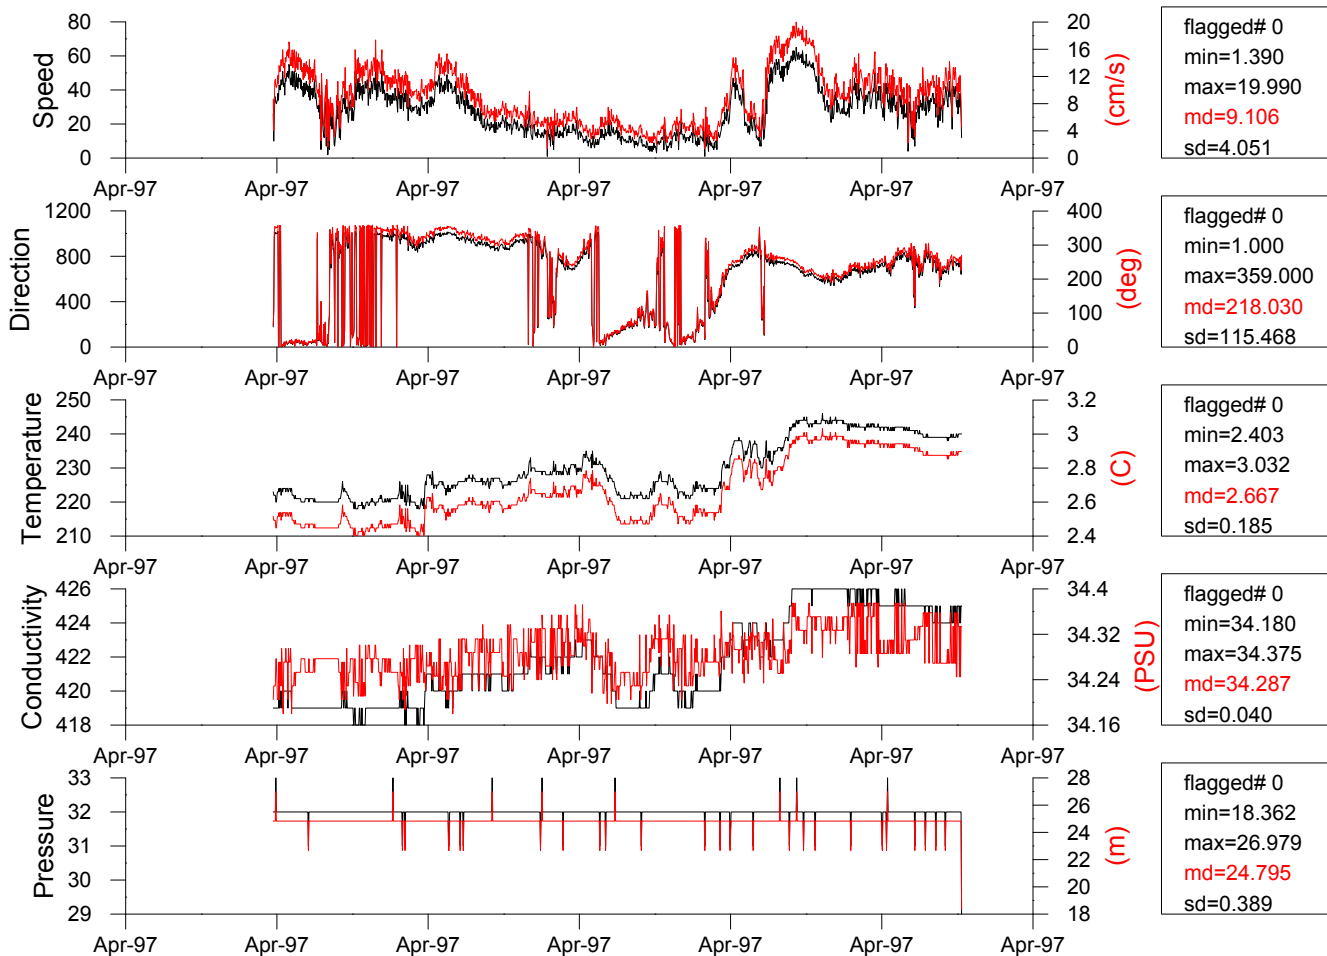 80 20 flagged# 0
60 16 min=1.390
Speed 40 12 (cm/s) max=19.990
20 8 md=9.106
0 4 sd=4.051
0
Apr-97 Apr-97 Apr-97 Apr-97 Apr-97 Apr-97 Apr-97
1200 400 flagged# 0
800 300 min=1.000
Direction 400 200 (deg) max=359.000
0 100 md=218.030
0 sd=115.468
Apr-97 Apr-97 Apr-97 Apr-97 Apr-97 Apr-97 Apr-97
250 3.2 flagged# 0
240 3 min=2.403
Temperature 230 2.8 (C) max=3.032
220 2.6 md=2.667
210 2.4 sd=0.185
Apr-97 Apr-97 Apr-97 Apr-97 Apr-97 Apr-97 Apr-97
426 34.4 flagged# 0
424 34.32 min=34.180
Conductivity 422 (PSU) max=34.375
420 34.24 md=34.287
418 34.16 sd=0.040
Apr-97 Apr-97 Apr-97 Apr-97 Apr-97 Apr-97 Apr-97
33 28 flagged# 0
32 26 min=18.362
Pressure 31 24 (m) max=26.979
30 22 md=24.795
29 20 sd=0.389
18
Apr-97 Apr-97 Apr-97 Apr-97 Apr-97 Apr-97 Apr-97